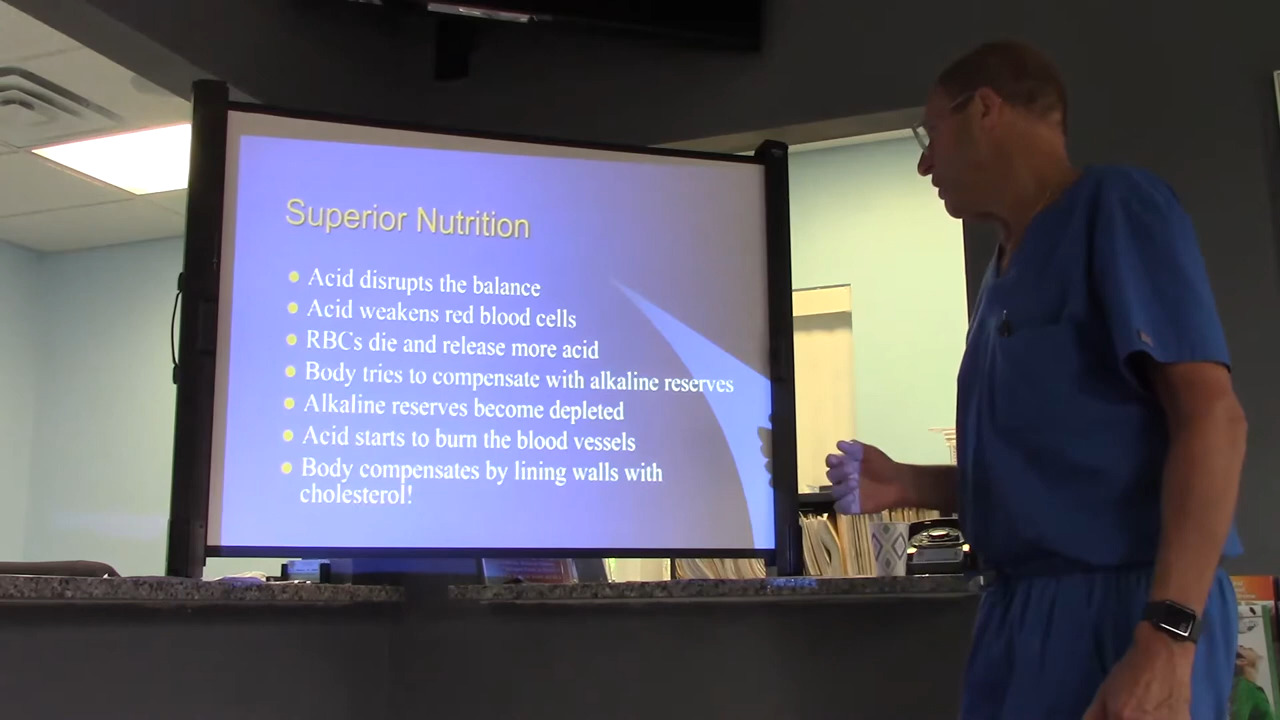 Superior Nutrition
Acid disrupts the balance
Acid weakens red blood cells
RBCs die and release more acid
Body tries to compensate with alkaline reserves
Alkaline reserves become depleted
Acid starts to burn the blood vessels
Body compensates by lining walls with
cholesterol!